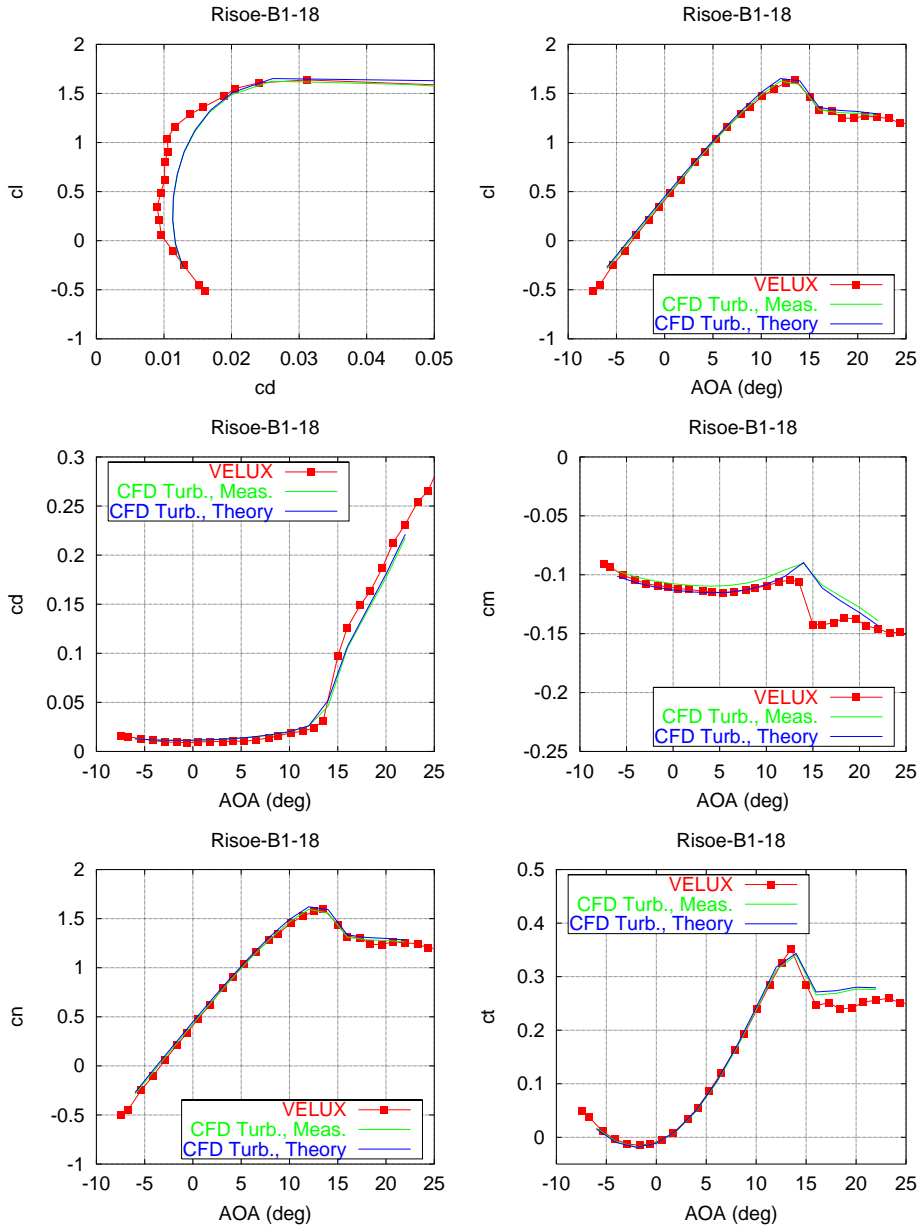 Risoe-B1-18
2
1.5
1
0.5
0
-0.5
-1
cl
0
0.01
0.02
0.03
0.04
0.05
cd
Risoe-B1-18
2
1.5
1
0.5
0
-0.5
-1
cl
VELUX
CFD Turb., Meas.
CFD Turb., Theory
-10 -5 0 5 10 15 20 25
AOA (deg)
Risoe-B1-18
0.3
0.25
0.2
0.15
0.1
0.05
0
cd
VELUX
CFD Turb., Meas.
CFD Turb., Theory
-10 -5 0 5 10 15 20 25
AOA (deg)
Risoe-B1-18
0
-0.05
-0.1
-0.15
-0.2
-0.25
cm
VELUX
CFD Turb., Meas.
CFD Turb., Theory
-10 -5 0 5 10 15 20 25
AOA (deg)
Risoe-B1-18
2
1.5
1
0.5
0
-0.5
-1
cn
VELUX
CFD Turb., Meas.
CFD Turb., Theory
-10 -5 0 5 10 15 20 25
AOA (deg)
Risoe-B1-18
0.5
0.4
0.3
0.2
0.1
0
ct
VELUX
CFD Turb., Meas.
CFD Turb., Theory
-10 -5 0 5 10 15 20 25
AOA (deg)